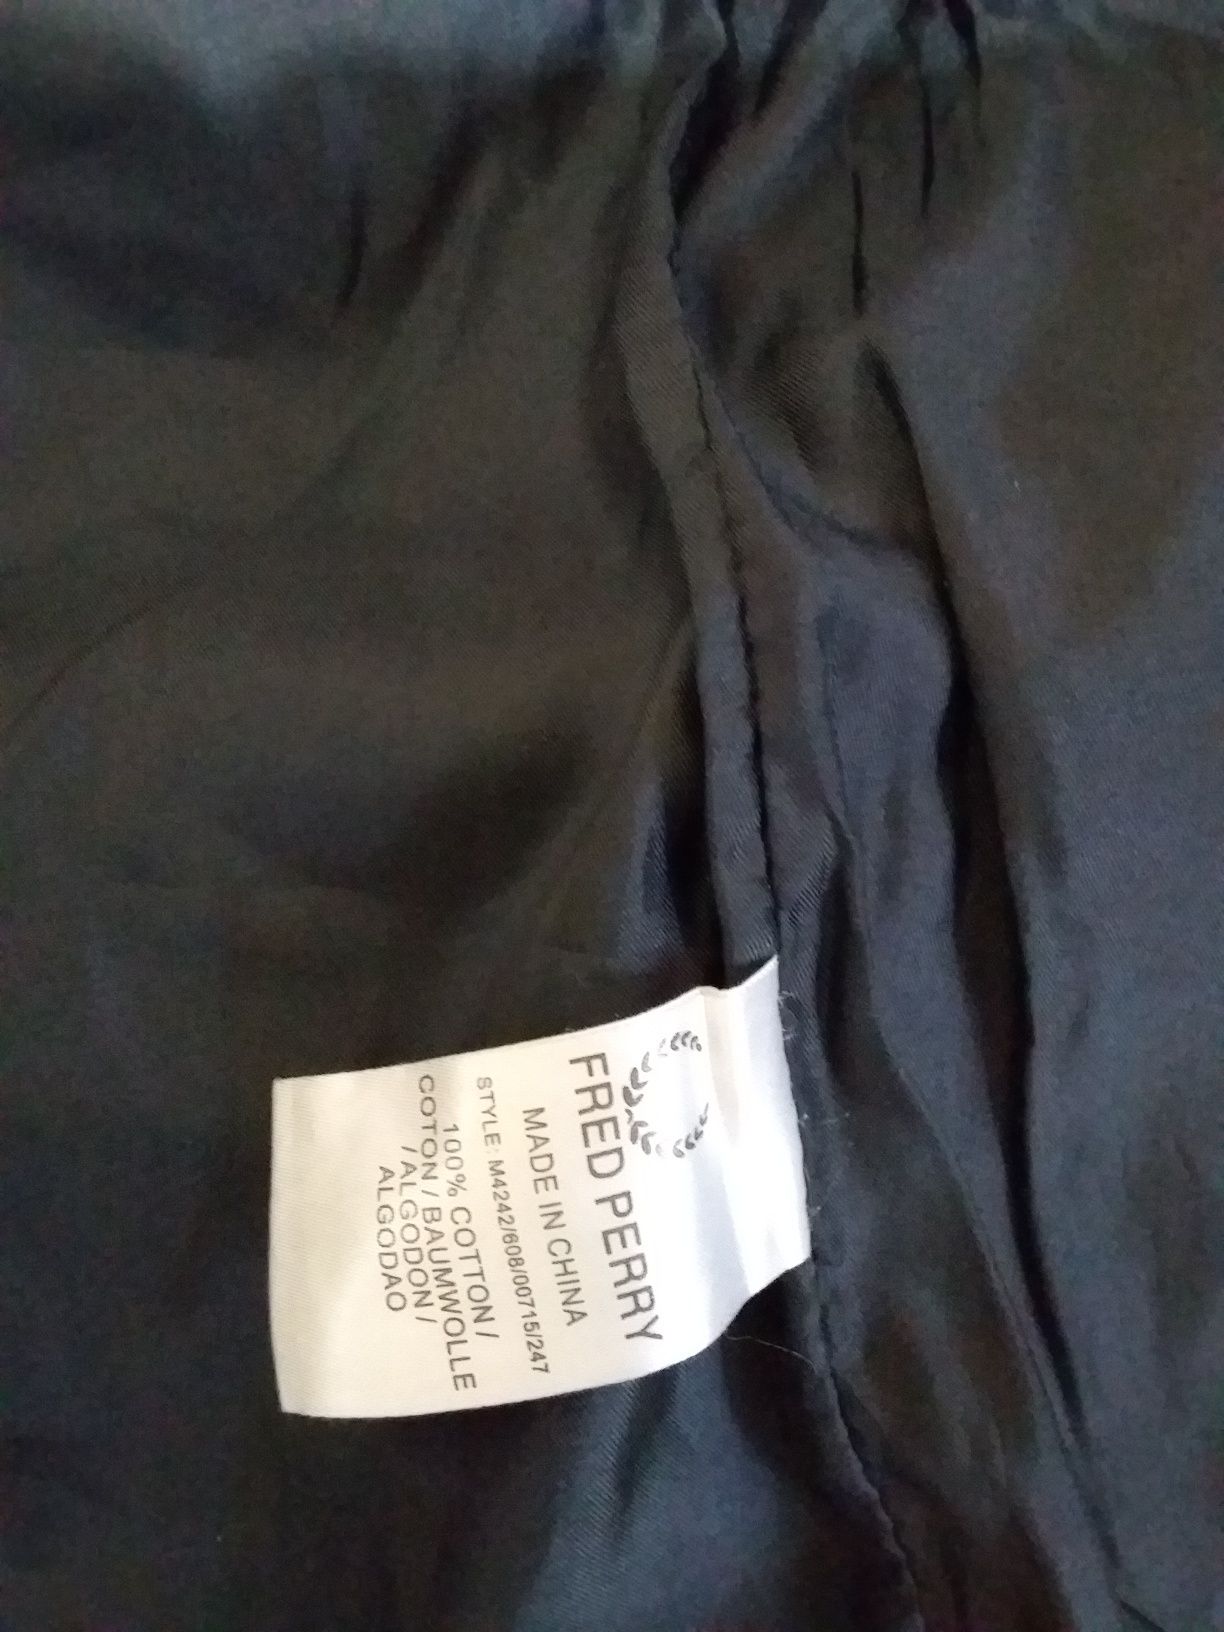 FRED PERRY
MADE IN CHINA
STYLE: M4242/608/00715/247
100% COTTON /
COTON / BAUMWOLLE
/ ALGODON /
ALGODAO